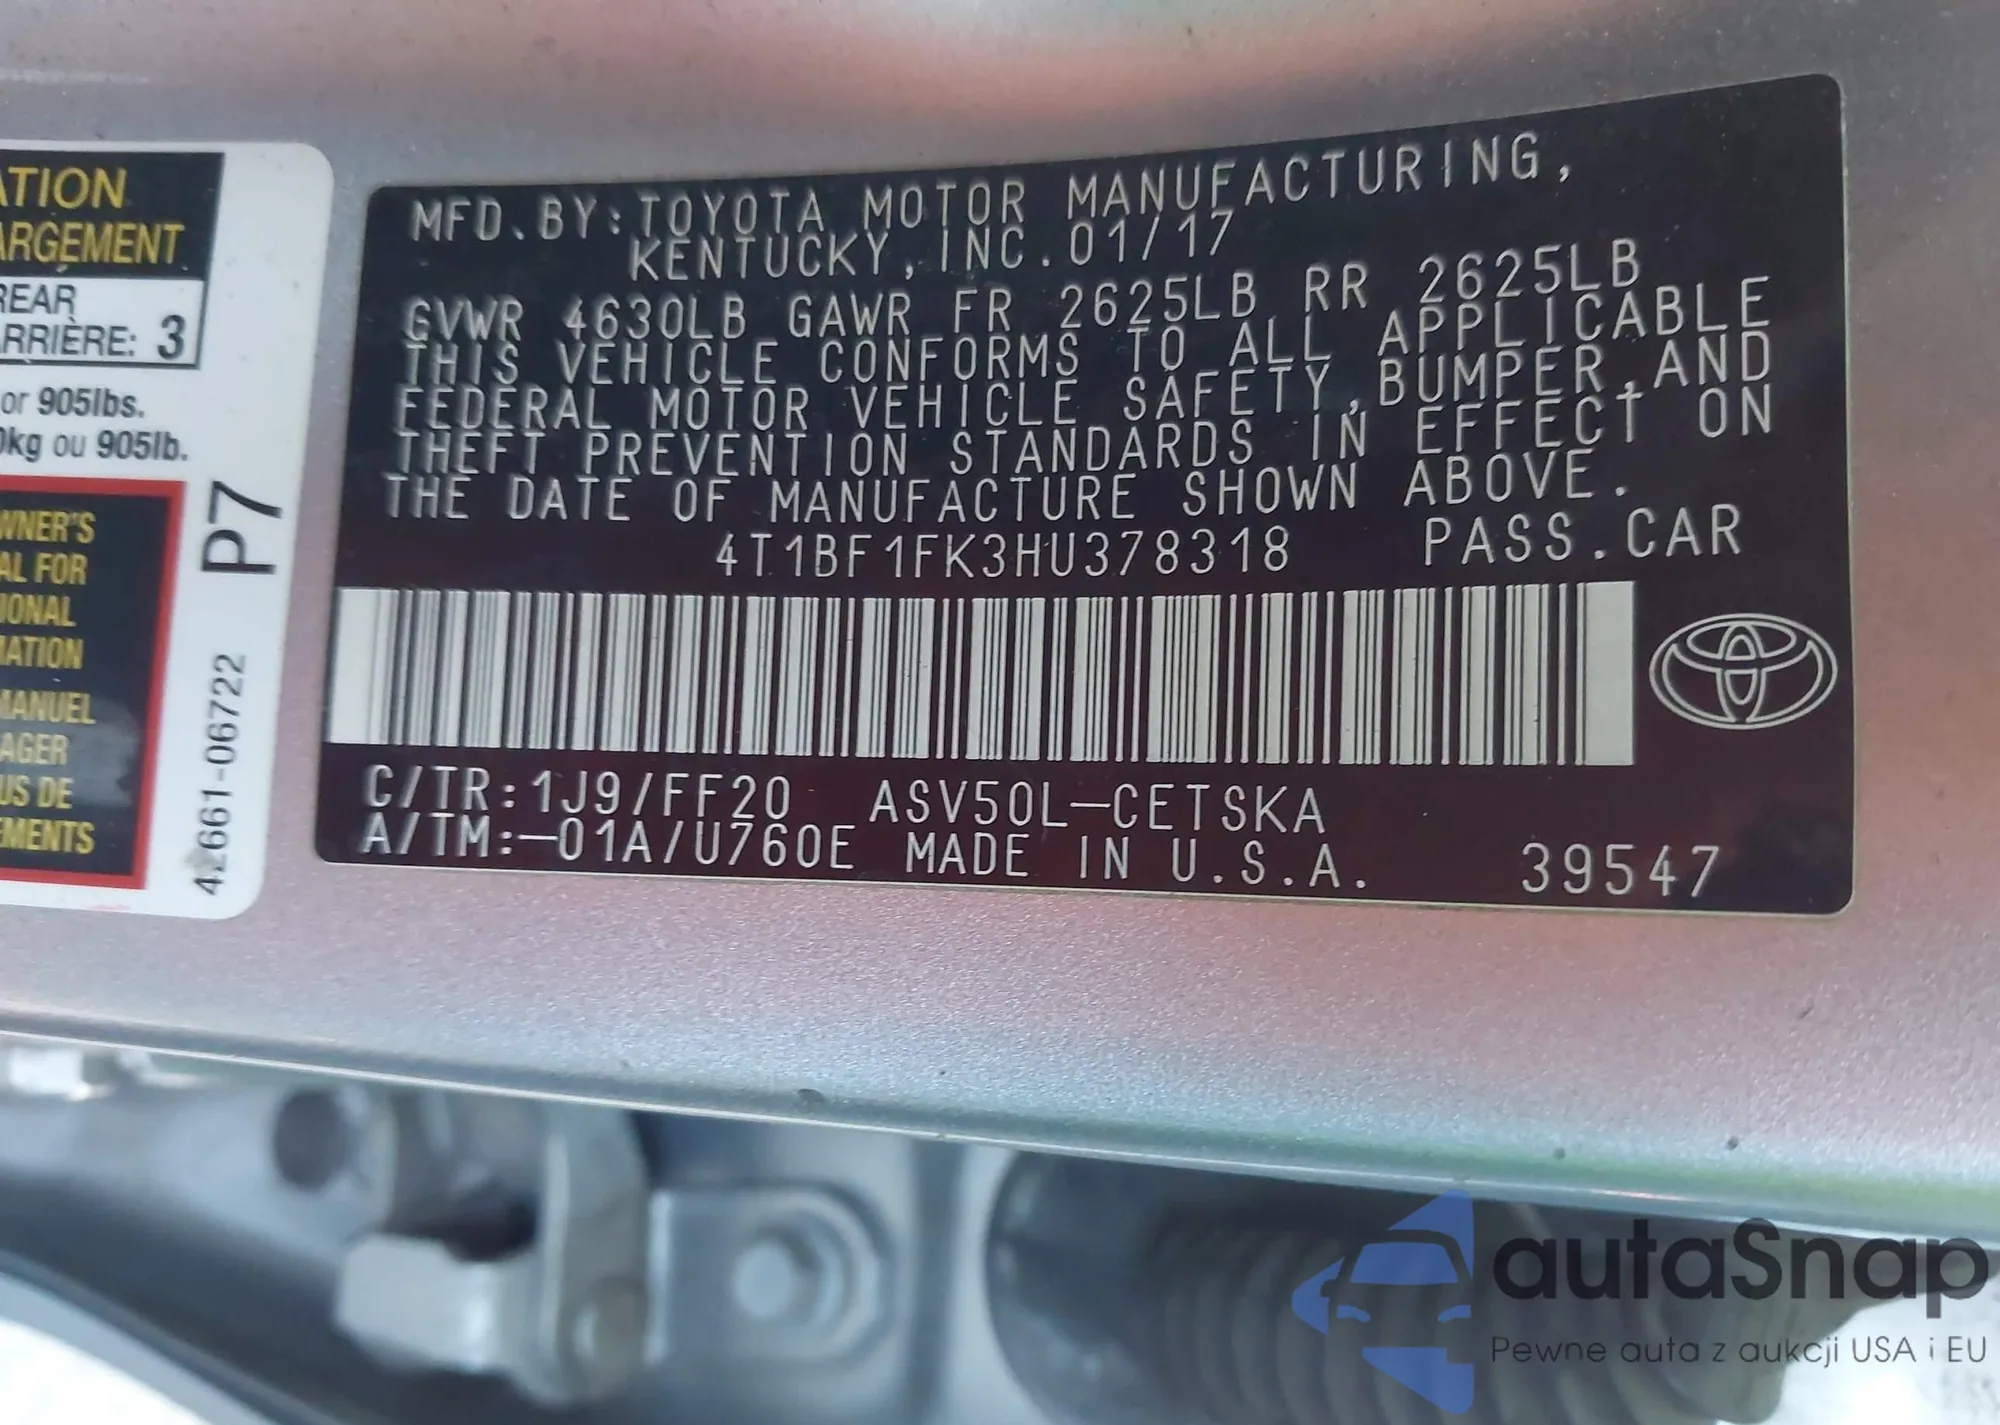 ATION
ARGEMENT
REAR
ARRIÈRE: 3
or 905lbs.
0kg ou 905lb.
WNER'S
AL FOR
IONAL
MATION
MANUEL
AGER
US DE
EMENTS
P7
42661-06722
MFD.BY:TOYOTA MOTOR MANUFACTURING,
KENTUCKY,INC.01/17
GVWR 4630LB GAWR FR 2625LB RR 2625LB
THIS VEHICLE CONFORMS TO ALL APPLICABLE
FEDERAL MOTOR VEHICLE SAFETY,BUMPER,AND
THEFT PREVENTION STANDARDS IN EFFECT ON
THE DATE OF MANUFACTURE SHOWN ABOVE.
4T1BF1FK3HU378318 PASS.CAR
C/TR:1J9/FF20 ASV50L-CETSKA
A/TM:-01A/U760E MADE IN U.S.A. 39547
autaSnap
Pewne auta z aukcji USA i EU